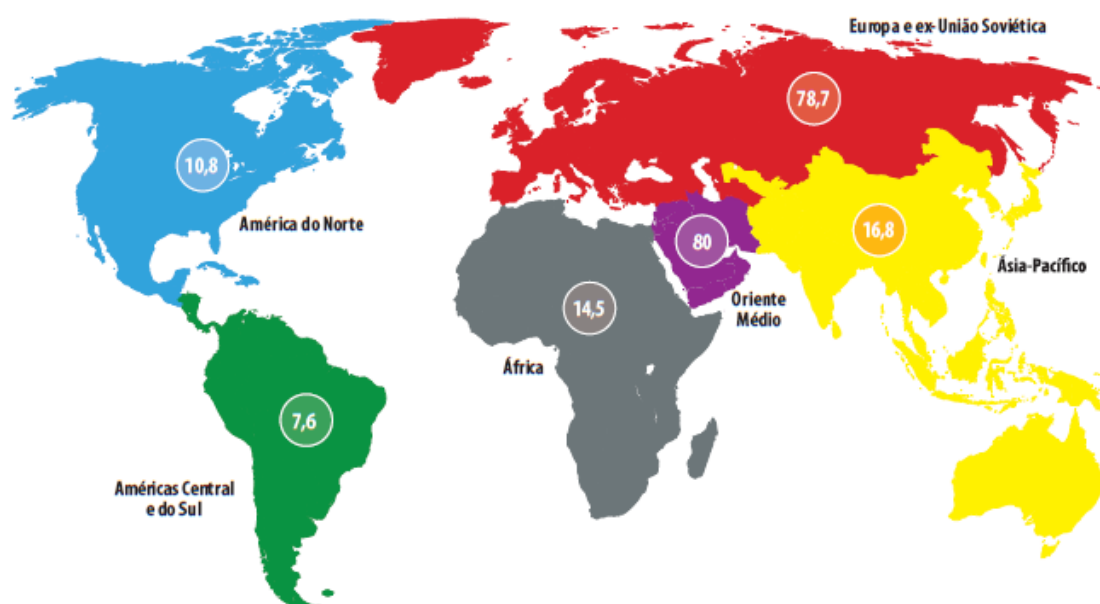 Europa e ex-União Soviética
78,7
10,8
América do Norte
80
16,8
Ásia-Pacífico
Oriente
Médio
14,5
África
7,6
Américas Central
e do Sul